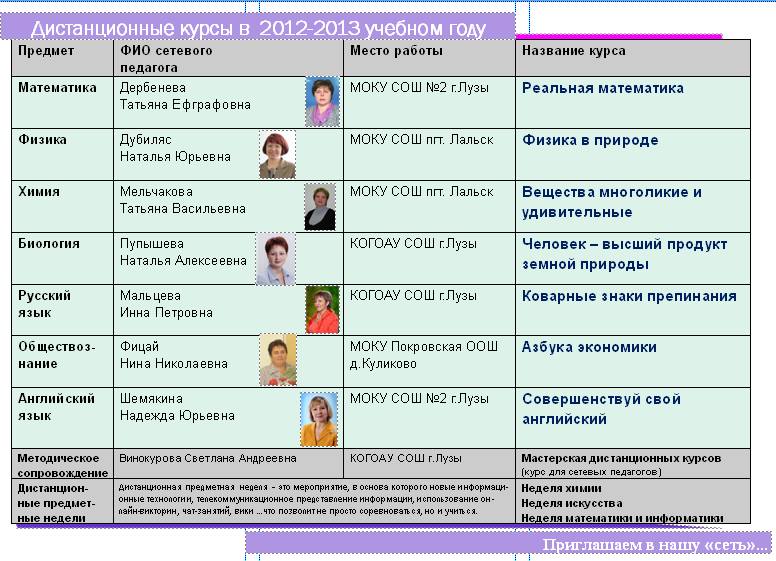 Дистанционные курсы в 2012-2013 учебном году
Предмет
ФИО сетевого
педагога
Место работы
Название курса
Математика
Дербенева
Татьяна Ефграфовна
МОКУ СОШ №2 г.Лузы
Реальная математика
Физика
Дубиляс
Наталья Юрьевна
МОКУ СОШ пгт. Лальск
Физика в природе
Химия
Мельчакова
Татьяна Васильевна
МОКУ СОШ пгт. Лальск
Вещества многоликие и
удивительные
Биология
Пупышева
Наталья Алексеевна
КОГОАУ СОШ г.Лузы
Человек – высший продукт
земной природы
Русский
язык
Мальцева
Инна Петровна
КОГОАУ СОШ г.Лузы
Коварные знаки препинания
Обществоз-
нание
Фицай
Нина Николаевна
МОКУ Покровская ООШ
д.Куликово
Азбука экономики
Английский
язык
Шемякина
Надежда Юрьевна
МОКУ СОШ №2 г.Лузы
Совершенствуй свой
английский
Методическое
сопровождение
Винокурова Светлана Андреевна
КОГОАУ СОШ г.Лузы
Мастерская дистанционных курсов
(курс для сетевых педагогов)
Дистанцион-
ные предмет-
ные недели
Дистанционная предметная неделя – это мероприятие, в основа которого новые информаци-
онные технологии, телекоммуникационное представление информации, использование он-
лайн-викторин, чат-занятий, вики ...что позволит не просто соревноваться, но и учиться.
Неделя химии
Неделя искусства
Неделя математики и информатики
Приглашаем в нашу «сеть»...